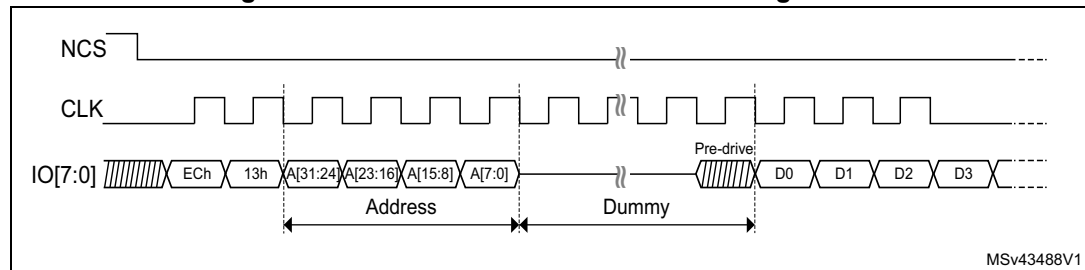 NCS
CLK
Pre-drive
IO[7:0] ECh 13h A[31:24] A[23:16] A[15:8] A[7:0] D0 D1 D2 D3
Address Dummy
MSv43488V1